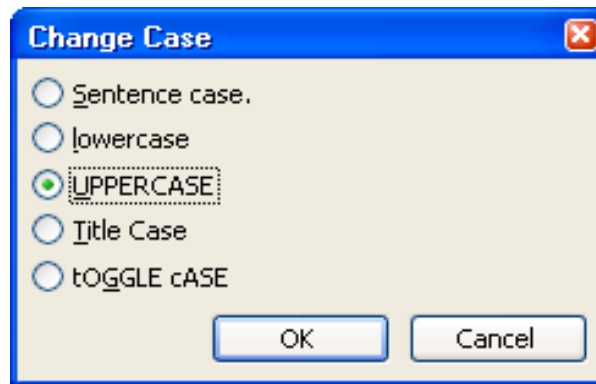 Change Case
Sentence case.
lowercase
UPPERCASE
Title Case
tOGGLE cASE
OK Cancel